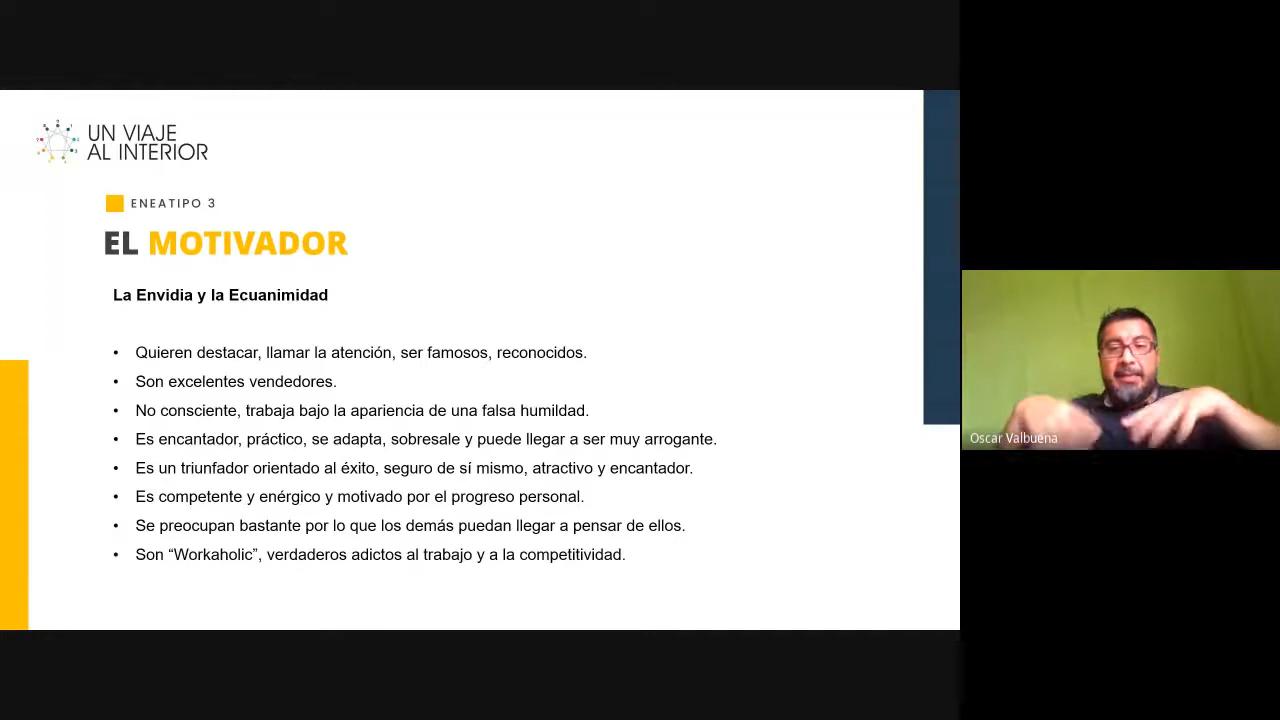 UN VIAJE
AL INTERIOR
ENEATIPO 3
EL MOTIVADOR
La Envidia y la Ecuanimidad
• Quieren destacar, llamar la atención, ser famosos, reconocidos.
• Son excelentes vendedores.
• No consciente, trabaja bajo la apariencia de una falsa humildad.
• Es encantador, práctico, se adapta, sobresale y puede llegar a ser muy arrogante.
• Es un triunfador orientado al éxito, seguro de sí mismo, atractivo y encantador.
• Es competente y enérgico y motivado por el progreso personal.
• Se preocupan bastante por lo que los demás puedan llegar a pensar de ellos.
• Son “Workaholic”, verdaderos adictos al trabajo y a la competitividad.
Oscar Valbuena